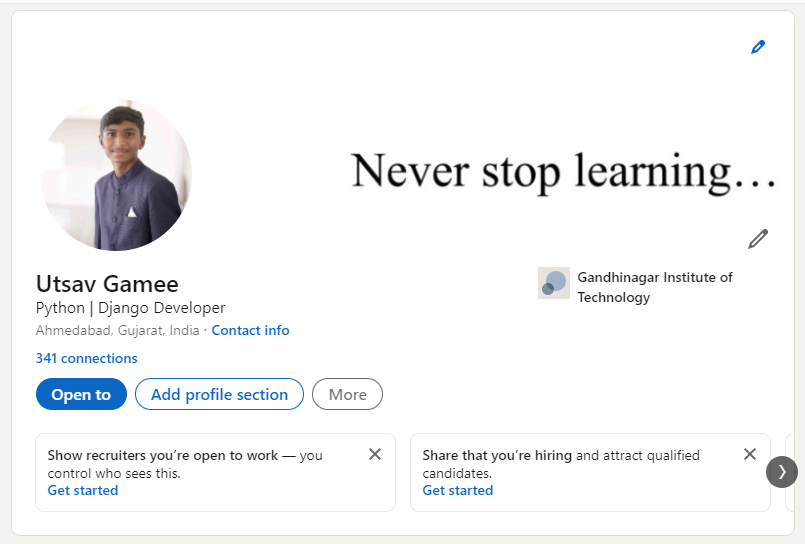 Never stop learning...
Utsav Gamee
Python | Django Developer
Ahmedabad, Gujarat, India · Contact info
341 connections
Gandhinagar Institute of
Technology
Open to
Add profile section
More
Show recruiters you’re open to work — you
control who sees this.
Get started
Share that you’re hiring and attract qualified
candidates.
Get started